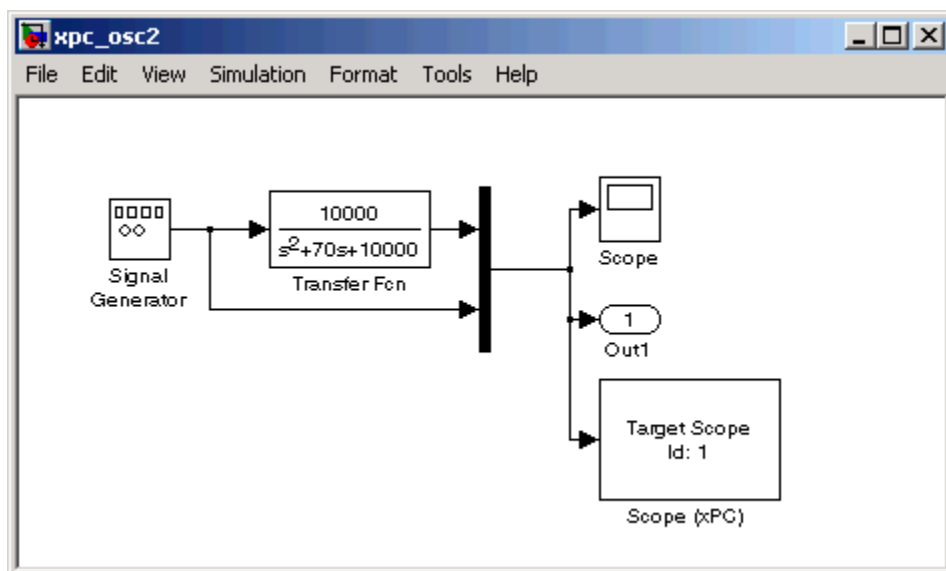 xpc_osc2
File Edit View Simulation Format Tools Help
Signal
Generator
10000
s²+70s+10000
Transfer Fcn
Scope
1
Out1
Target Scope
Id: 1
Scope (xPC)